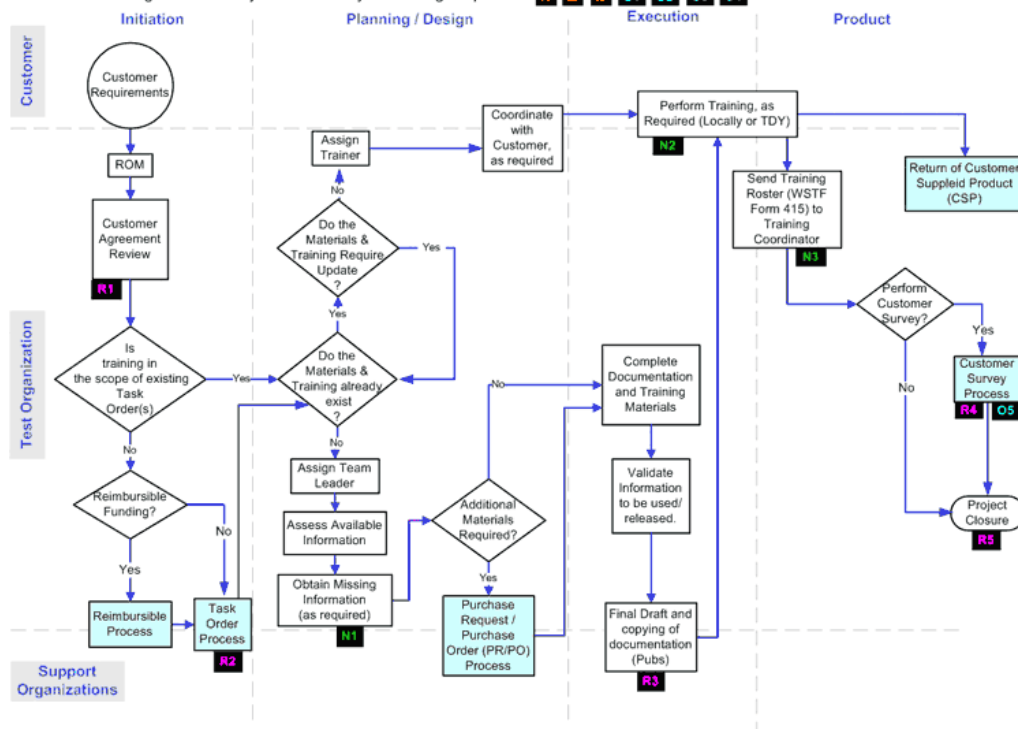 Initiation
Planning / Design
Execution
Product
Customer
Test Organization
Support
Organizations
Customer
Requirements
ROM
Customer
Agreement
Review
R1
Is
training in
the scope of existing
Task
Order(s)
Yes
No
Reimbursible
Funding?
No
Yes
Reimbursible
Process
Task
Order
Process
R2
Assign
Trainer
No
Do the
Materials &
Training Require
Update
?
Yes
Yes
Do the
Materials &
Training already
exist
?
No
Assign Team
Leader
Assess Available
Information
Obtain Missing
Information
(as required)
N1
Coordinate
with
Customer,
as required
Additional
Materials
Required?
No
Yes
Purchase
Request /
Purchase
Order (PR/PO)
Process
Perform Training, as
Required (Locally or TDY)
N2
Complete
Documentation
and Training
Materials
Validate
Information
to be used/
released.
Final Draft and
copying of
documentation
(Pubs)
R3
Send Training
Roster (WSTF
Form 415) to
Training
Coordinator
N3
Return of Customer
Suppleid Product
(CSP)
Perform
Customer
Survey?
Yes
No
Customer
Survey
Process
R4
O5
Project
Closure
R5